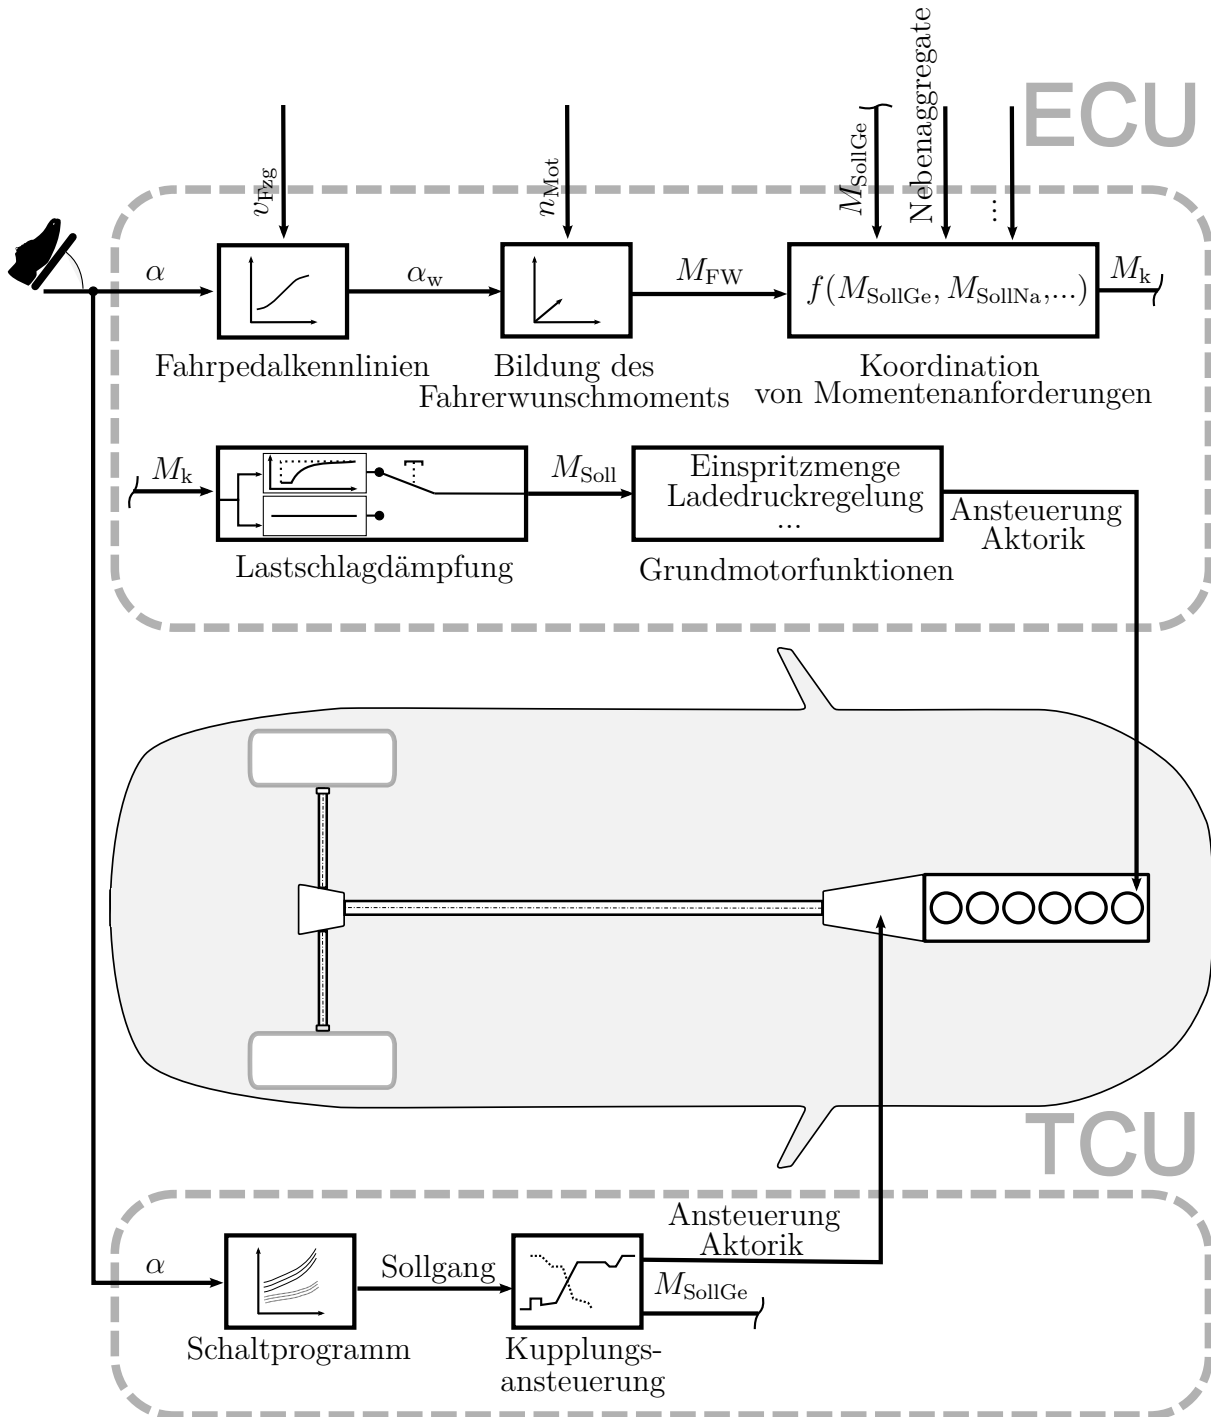 ECU
v_Fzg
n_Mot
M_SollGe
Nebenaggregate
...
α
α_w
M_FW
f(M_SollGe, M_SollNa,...)
M_k
Fahrpedalkennlinien
Bildung des
Fahrerwunschmoments
Koordination
von Momentenanforderungen
M_k
M_Soll
Einspritzmenge
Ladedruckregelung
...
Ansteuerung
Aktorik
Lastschlagdämpfung
Grundmotorfunktionen
TCU
α
Sollgang
Ansteuerung
Aktorik
M_SollGe
Schaltprogramm
Kupplungs-
ansteuerung